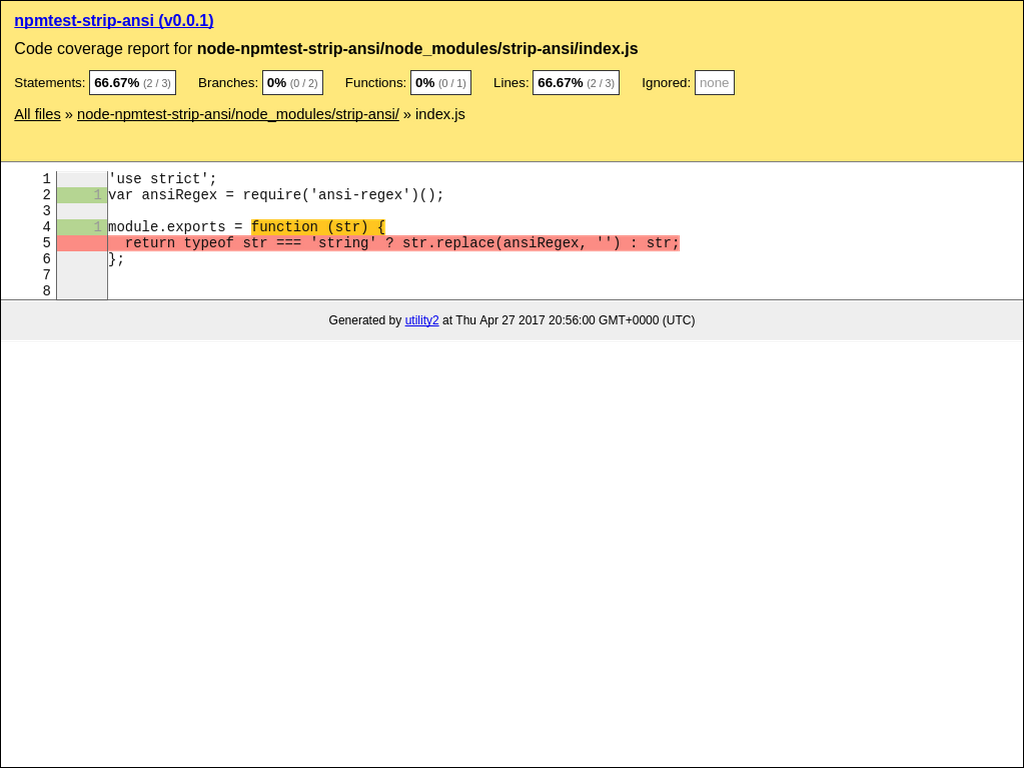 npmtest-strip-ansi (v0.0.1)
Code coverage report for node-npmtest-strip-ansi/node_modules/strip-ansi/index.js
Statements: 66.67% (2 / 3) Branches: 0% (0 / 2) Functions: 0% (0 / 1) Lines: 66.67% (2 / 3) Ignored: none
All files » node-npmtest-strip-ansi/node_modules/strip-ansi/ » index.js
1 'use strict';
2 1 var ansiRegex = require('ansi-regex')();
3
4 1 module.exports = function (str) {
5   return typeof str === 'string' ? str.replace(ansiRegex, '') : str;
6 };
7
8
Generated by utility2 at Thu Apr 27 2017 20:56:00 GMT+0000 (UTC)